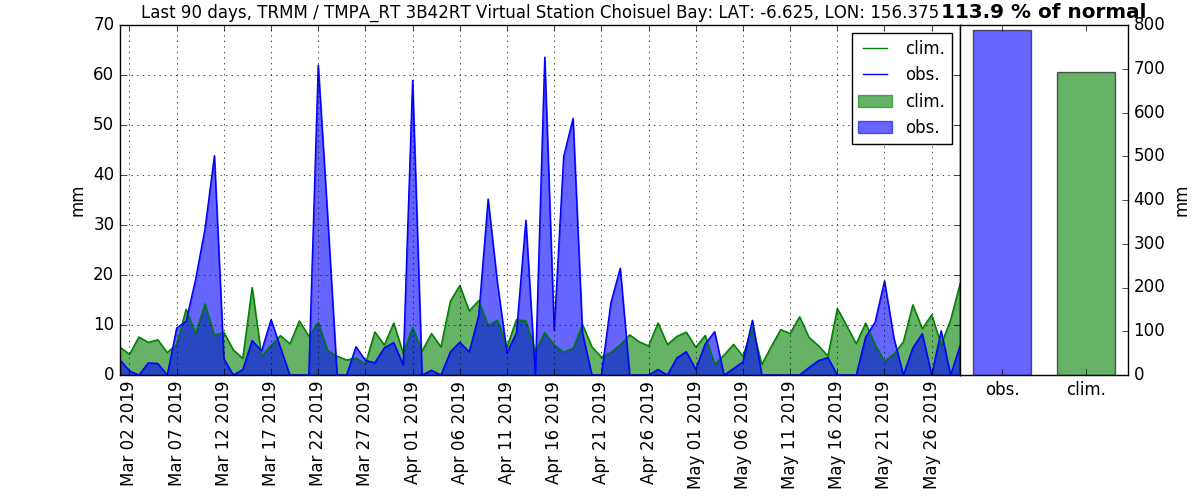 Last 90 days, TRMM / TMPA_RT 3B42RT Virtual Station Choisuel Bay: LAT: -6.625, LON: 156.375
113.9 % of normal
70
60
50
40
30
20
10
0
mm
clim.
obs.
clim.
obs.
800
700
600
500
400
300
200
100
0
mm
Mar 02 2019
Mar 07 2019
Mar 12 2019
Mar 17 2019
Mar 22 2019
Mar 27 2019
Apr 01 2019
Apr 06 2019
Apr 11 2019
Apr 16 2019
Apr 21 2019
Apr 26 2019
May 01 2019
May 06 2019
May 11 2019
May 16 2019
May 21 2019
May 26 2019
obs.
clim.